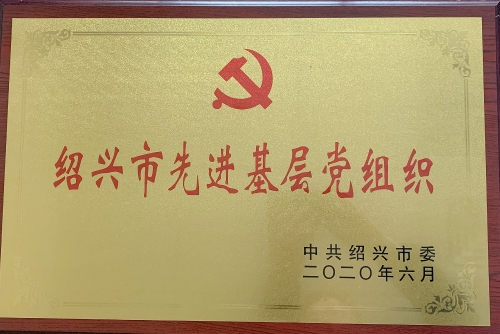 绍兴市先进基层党组织
中共绍兴市委
二〇二〇年六月